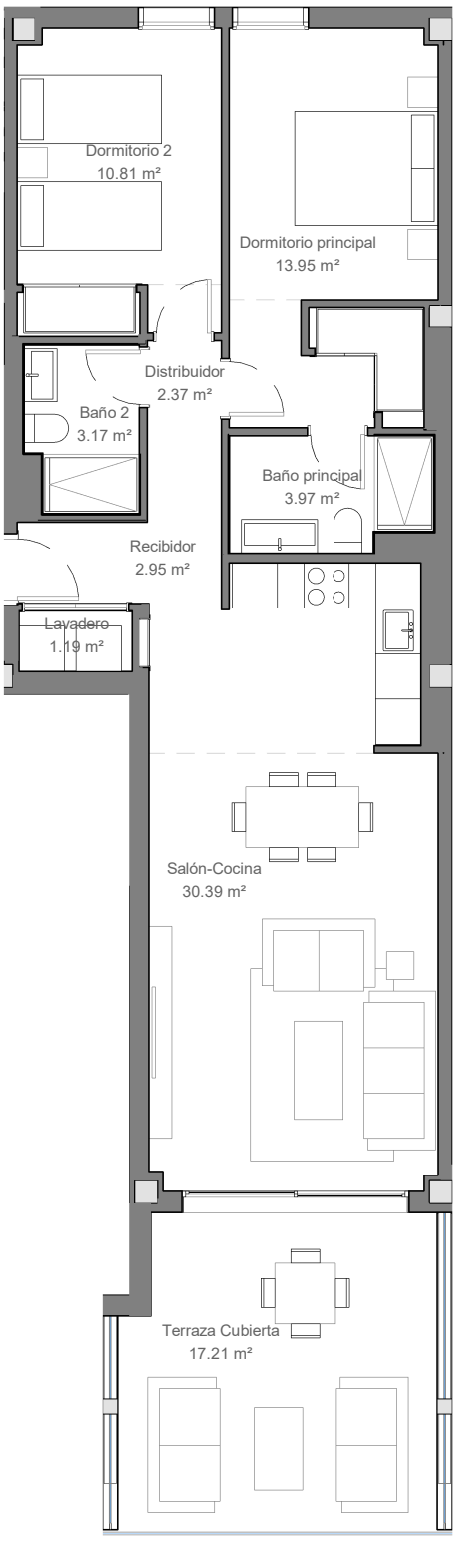 Dormitorio 2
10.81 m²
Dormitorio principal
13.95 m²
Distribuidor
2.37 m²
Baño 2
3.17 m²
Baño principal
3.97 m²
Recibidor
2.95 m²
Lavadero
1.19 m²
Salón-Cocina
30.39 m²
Terraza Cubierta
17.21 m²